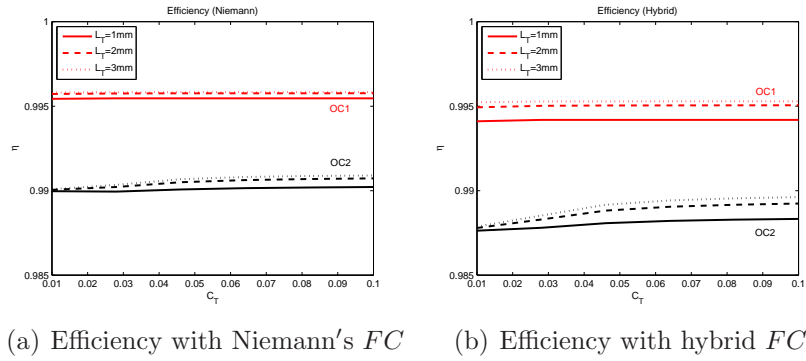 Efficiency (Niemann)
1
0.995
0.99
0.985
η
L_T=1mm
L_T=2mm
L_T=3mm
OC1
OC2
0.01 0.02 0.03 0.04 0.05 0.06 0.07 0.08 0.09 0.1
C_T
(a) Efficiency with Niemann′s FC
Efficiency (Hybrid)
1
0.995
0.99
0.985
η
L_T=1mm
L_T=2mm
L_T=3mm
OC1
OC2
0.01 0.02 0.03 0.04 0.05 0.06 0.07 0.08 0.09 0.1
C_T
(b) Efficiency with hybrid FC